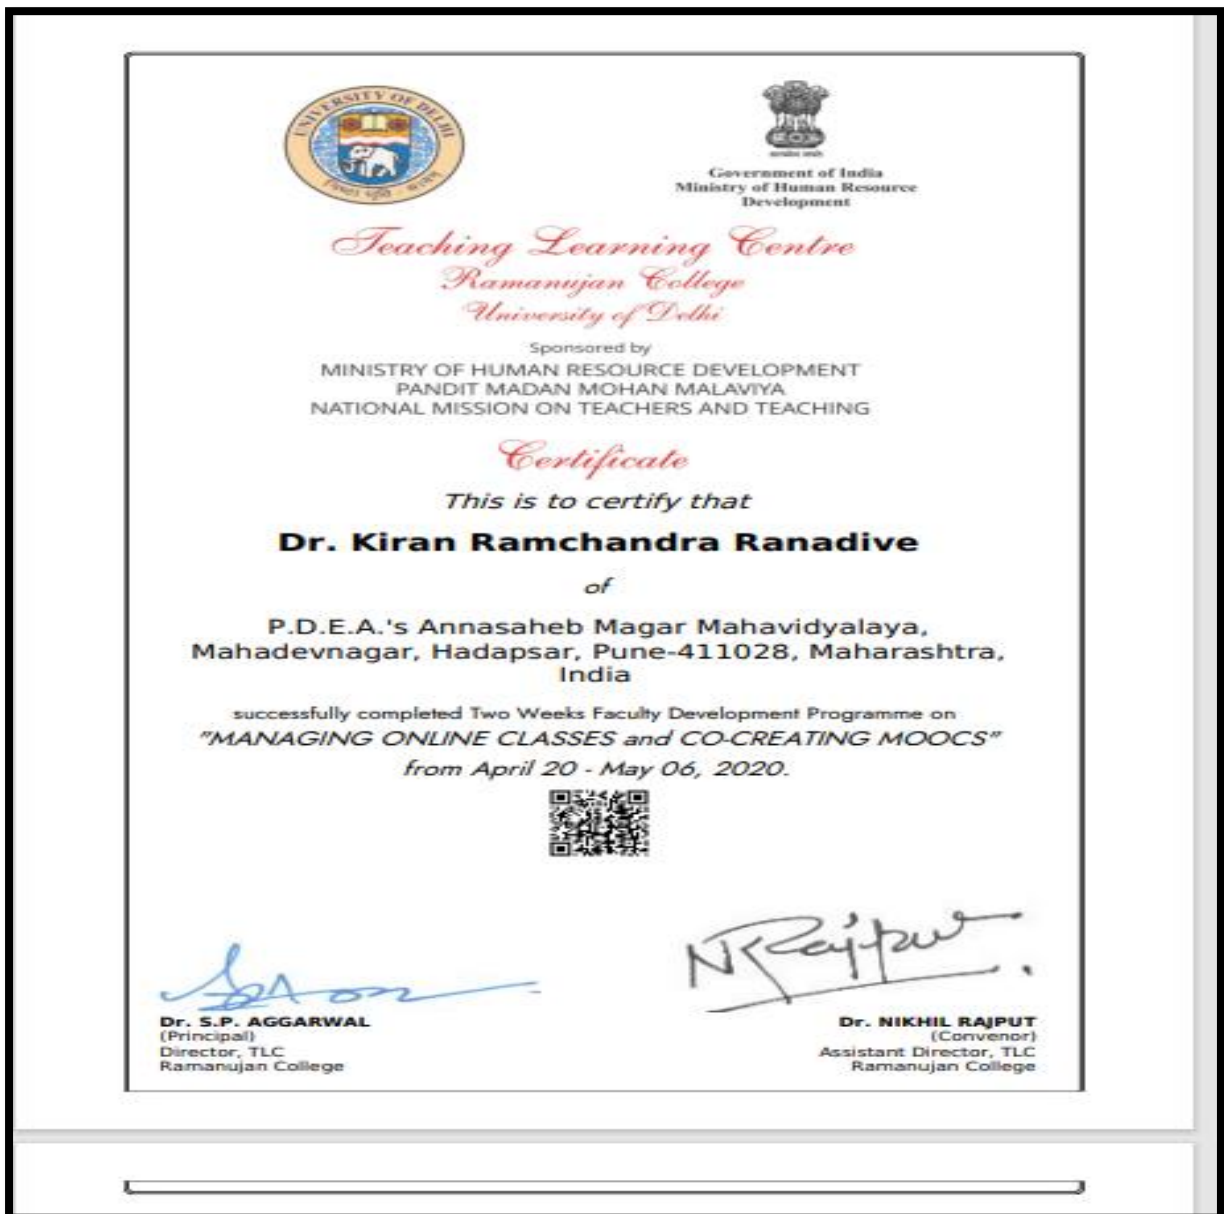 UNIVERSITY OF DELHI
Government of India
Ministry of Human Resource
Development
Teaching Learning Centre
Ramanujan College
University of Delhi
Sponsored by
MINISTRY OF HUMAN RESOURCE DEVELOPMENT
PANDIT MADAN MOHAN MALAVIYA
NATIONAL MISSION ON TEACHERS AND TEACHING
Certificate
This is to certify that
Dr. Kiran Ramchandra Ranadive
of
P.D.E.A.'s Annasaheb Magar Mahavidyalaya,
Mahadevnagar, Hadapsar, Pune-411028, Maharashtra,
India
successfully completed Two Weeks Faculty Development Programme on
"MANAGING ONLINE CLASSES and CO-CREATING MOOCS"
from April 20 - May 06, 2020.
NRajput
Dr. S.P. AGGARWAL
(Principal)
Director, TLC
Ramanujan College
Dr. NIKHIL RAJPUT
(Convenor)
Assistant Director, TLC
Ramanujan College